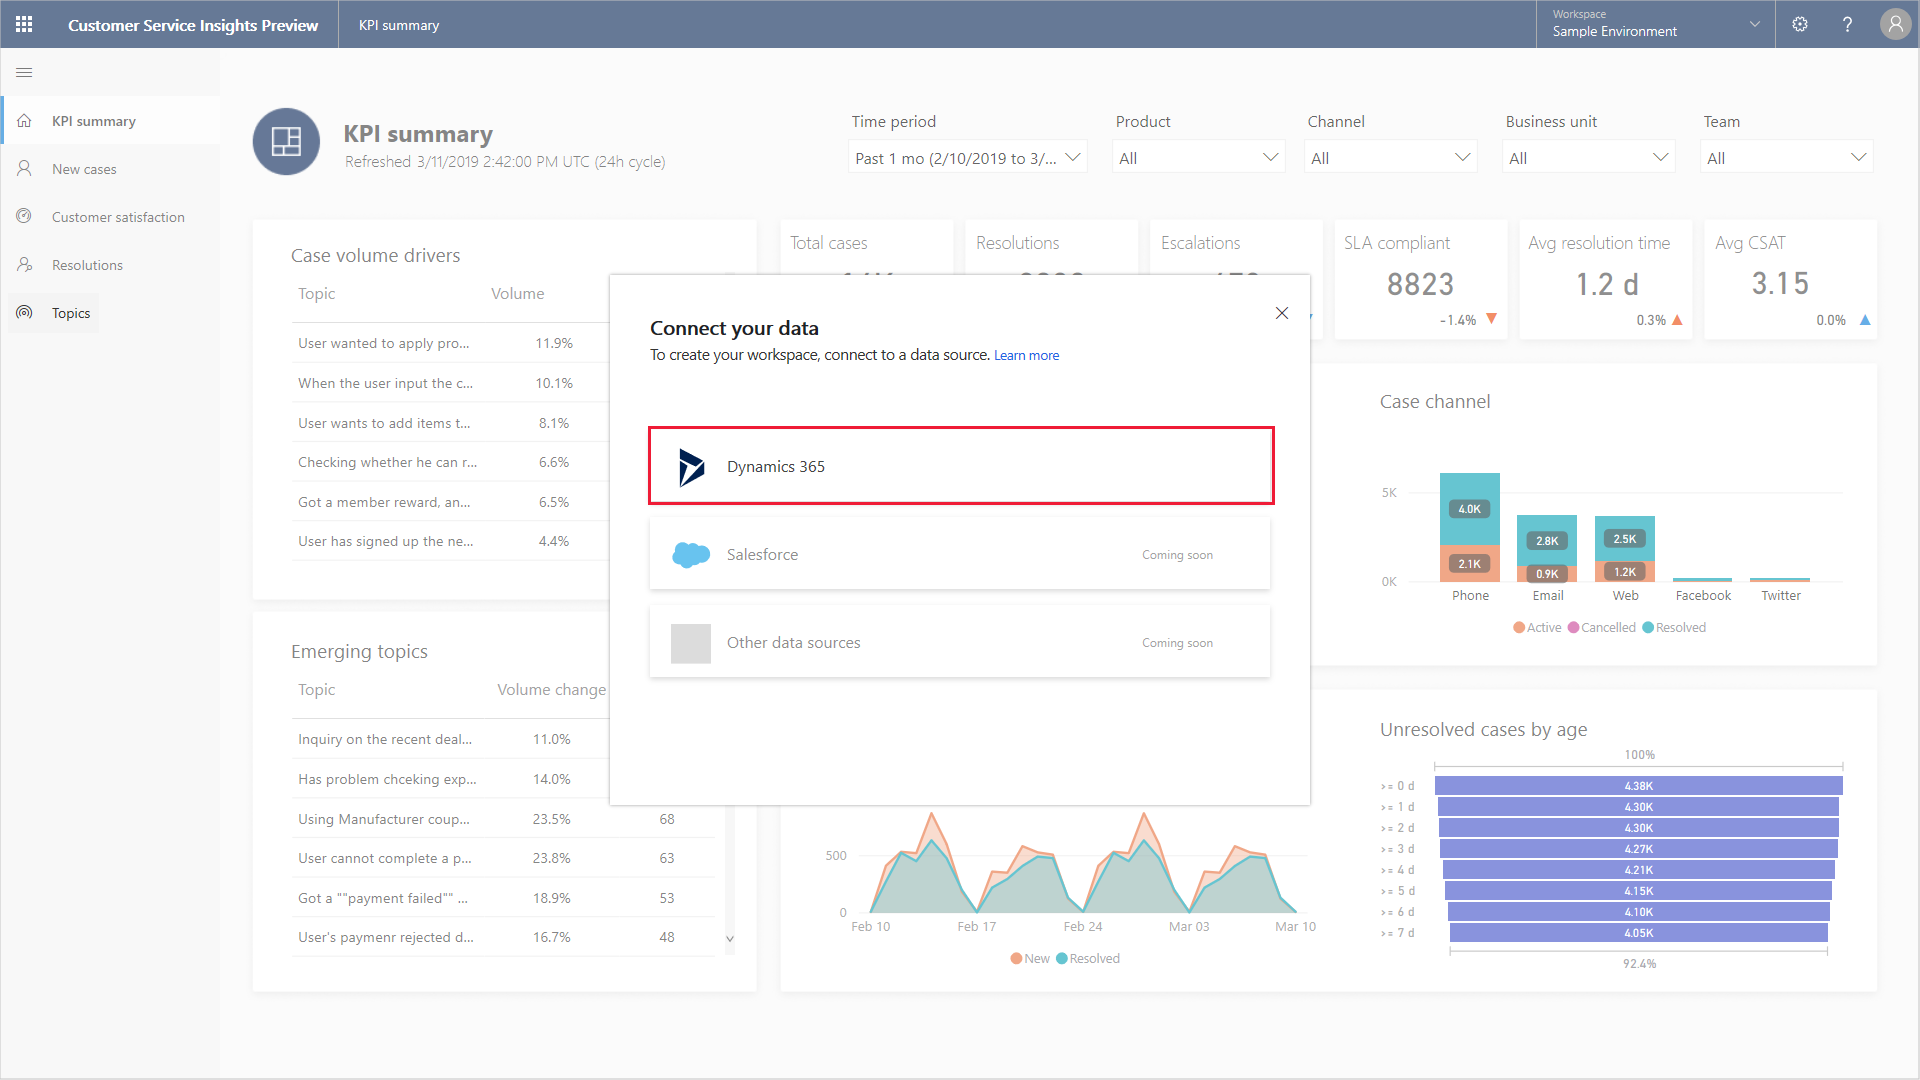 Customer Service Insights Preview
KPI summary
Workspace
Sample Environment
?
KPI summary
New cases
Customer satisfaction
Resolutions
Topics
KPI summary
Refreshed 3/11/2019 2:42:00 PM UTC (24h cycle)
Time period
Past 1 mo (2/10/2019 to 3/...
Product
All
Channel
All
Business unit
All
Team
All
Case volume drivers
Topic Volume
User wanted to apply pro... 11.9%
When the user input the c... 10.1%
User wants to add items t... 8.1%
Checking whether he can r... 6.6%
Got a member reward, an... 6.5%
User has signed up the ne... 4.4%
Emerging topics
Topic Volume change
Inquiry on the recent deal... 11.0%
Has problem chceking exp... 14.0%
Using Manufacturer coup... 23.5% 68
User cannot complete a p... 23.8% 63
Got a ""payment failed"" ... 18.9% 53
User's paymenr rejected d... 16.7% 48
Total cases
Resolutions
Escalations
SLA compliant
8823
-1.4%
Avg resolution time
1.2 d
0.3%
Avg CSAT
3.15
0.0%
Connect your data
To create your workspace, connect to a data source. Learn more
Dynamics 365
Salesforce Coming soon
Other data sources Coming soon
Case channel
5K
0K
4.0K
2.1K
2.8K
0.9K
2.5K
1.2K
Phone Email Web Facebook Twitter
Active Cancelled Resolved
500
0
Feb 10 Feb 17 Feb 24 Mar 03 Mar 10
New Resolved
Unresolved cases by age
100%
>= 0 d 4.38K
>= 1 d 4.30K
>= 2 d 4.30K
>= 3 d 4.27K
>= 4 d 4.21K
>= 5 d 4.15K
>= 6 d 4.10K
>= 7 d 4.05K
92.4%